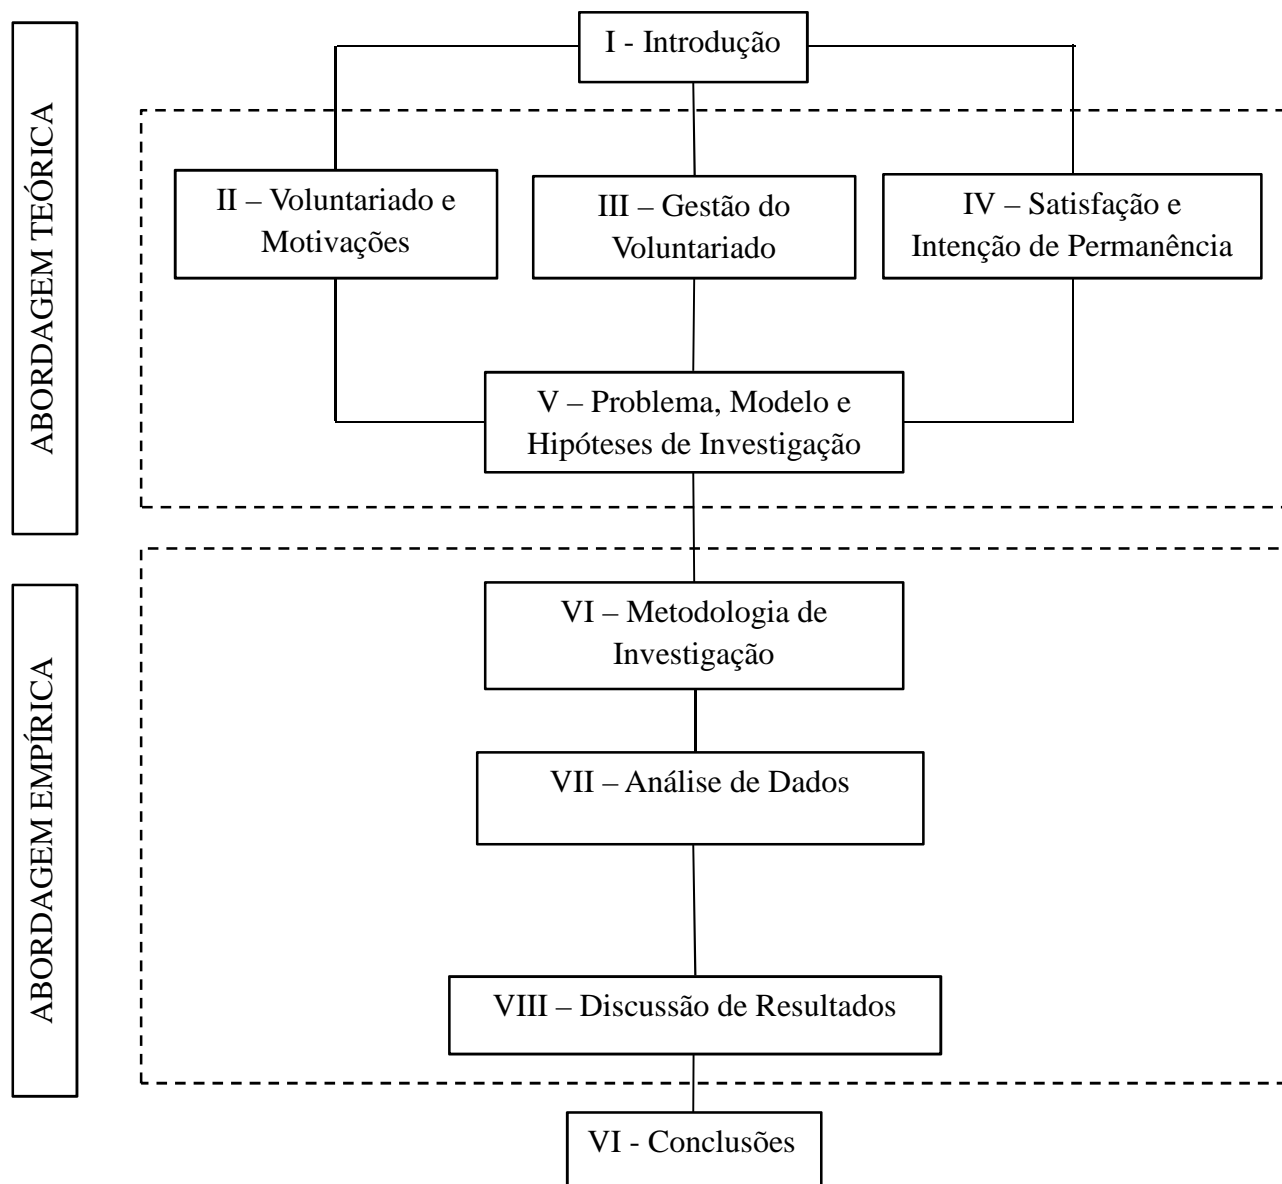 I - Introdução
ABORDAGEM TEÓRICA
II – Voluntariado e
Motivações
III – Gestão do
Voluntariado
IV – Satisfação e
Intenção de Permanência
V – Problema, Modelo e
Hipóteses de Investigação
ABORDAGEM EMPÍRICA
VI – Metodologia de
Investigação
VII – Análise de Dados
VIII – Discussão de Resultados
VI - Conclusões